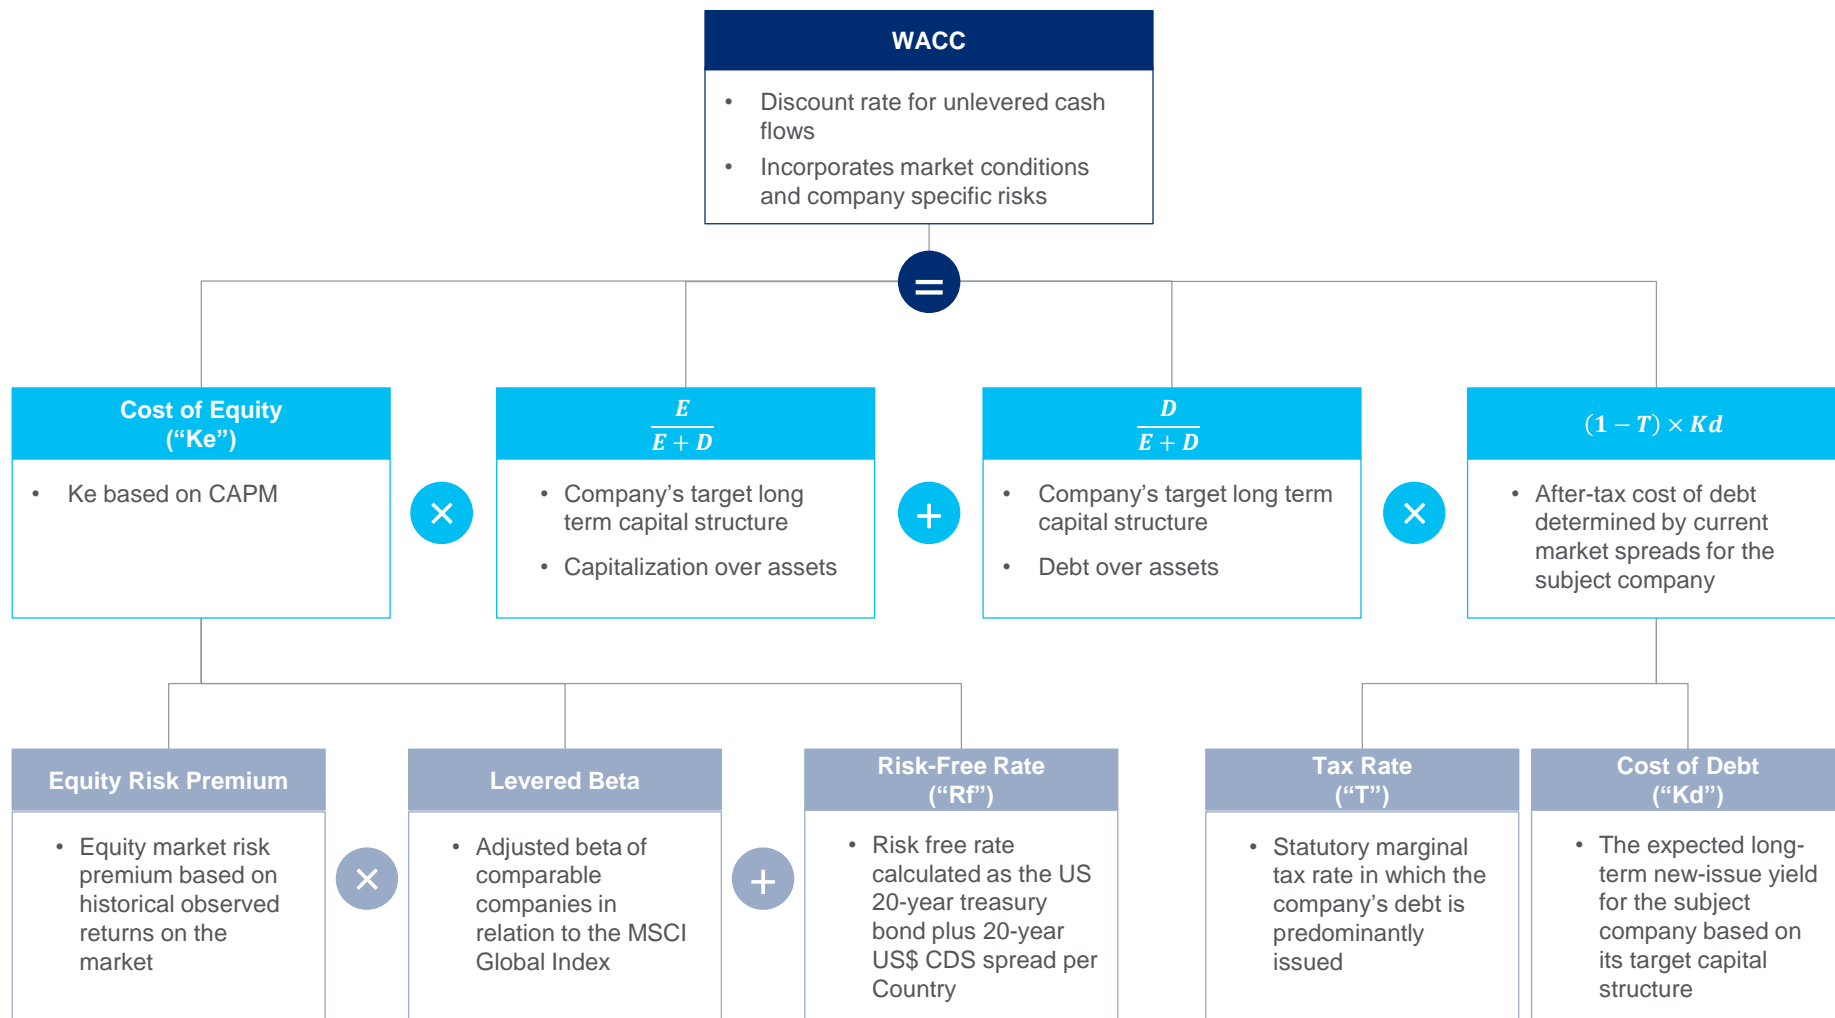 WACC
• Discount rate for unlevered cash
flows
• Incorporates market conditions
and company specific risks
=
Cost of Equity
(“Ke”)
• Ke based on CAPM
×
E
E + D
• Company’s target long
term capital structure
• Capitalization over assets
+
D
E + D
• Company’s target long term
capital structure
• Debt over assets
×
(1 − T) × Kd
• After-tax cost of debt
determined by current
market spreads for the
subject company
Equity Risk Premium
• Equity market risk
premium based on
historical observed
returns on the
market
×
Levered Beta
• Adjusted beta of
comparable
companies in
relation to the MSCI
Global Index
+
Risk-Free Rate
(“Rf”)
• Risk free rate
calculated as the US
20-year treasury
bond plus 20-year
US$ CDS spread per
Country
Tax Rate
(“T”)
• Statutory marginal
tax rate in which the
company’s debt is
predominantly
issued
Cost of Debt
(“Kd”)
• The expected long-
term new-issue yield
for the subject
company based on
its target capital
structure